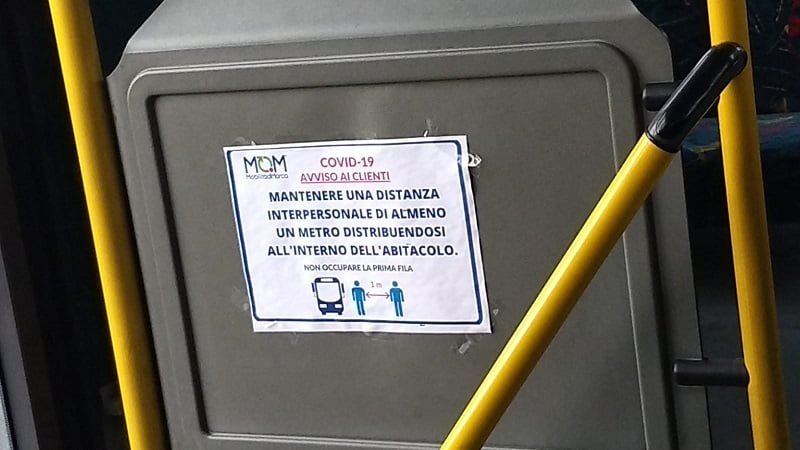 MOM
MobilitàdiMarca
COVID-19
AVVISO AI CLIENTI
MANTENERE UNA DISTANZA
INTERPERSONALE DI ALMENO
UN METRO DISTRIBUENDOSI
ALL'INTERNO DELL'ABITACOLO.
NON OCCUPARE LA PRIMA FILA
1 m